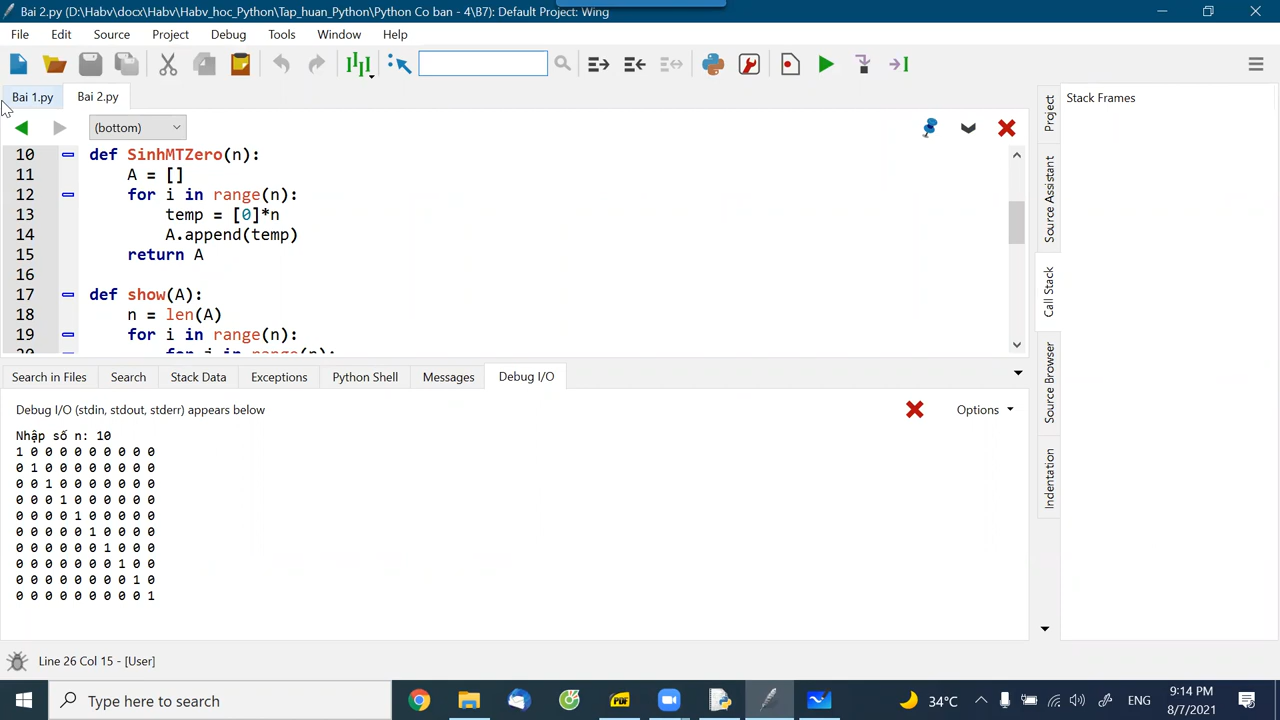 Bai 2.py (D:\Habv\docx\Habv\Habv_hoc_Python\Tap_huan_Python\Python Co ban - 4\B7): Default Project: Wing
File Edit Source Project Debug Tools Window Help
Bai 1.py Bai 2.py
(bottom)
10 def SinhMTZero(n):
11 A = []
12 for i in range(n):
13 temp = [0]*n
14 A.append(temp)
15 return A
16
17 def show(A):
18 n = len(A)
19 for i in range(n):
20 for j in range(n):
Search in Files Search Stack Data Exceptions Python Shell Messages Debug I/O
Debug I/O (stdin, stdout, stderr) appears below
Options
Nhập số n: 10
1 0 0 0 0 0 0 0 0 0
0 1 0 0 0 0 0 0 0 0
0 0 1 0 0 0 0 0 0 0
0 0 0 1 0 0 0 0 0 0
0 0 0 0 1 0 0 0 0 0
0 0 0 0 0 1 0 0 0 0
0 0 0 0 0 0 1 0 0 0
0 0 0 0 0 0 0 1 0 0
0 0 0 0 0 0 0 0 1 0
0 0 0 0 0 0 0 0 0 1
Project
Source Assistant
Call Stack
Source Browser
Indentation
Stack Frames
Line 26 Col 15 - [User]
Type here to search
PDF
34°C
ENG
9:14 PM
8/7/2021